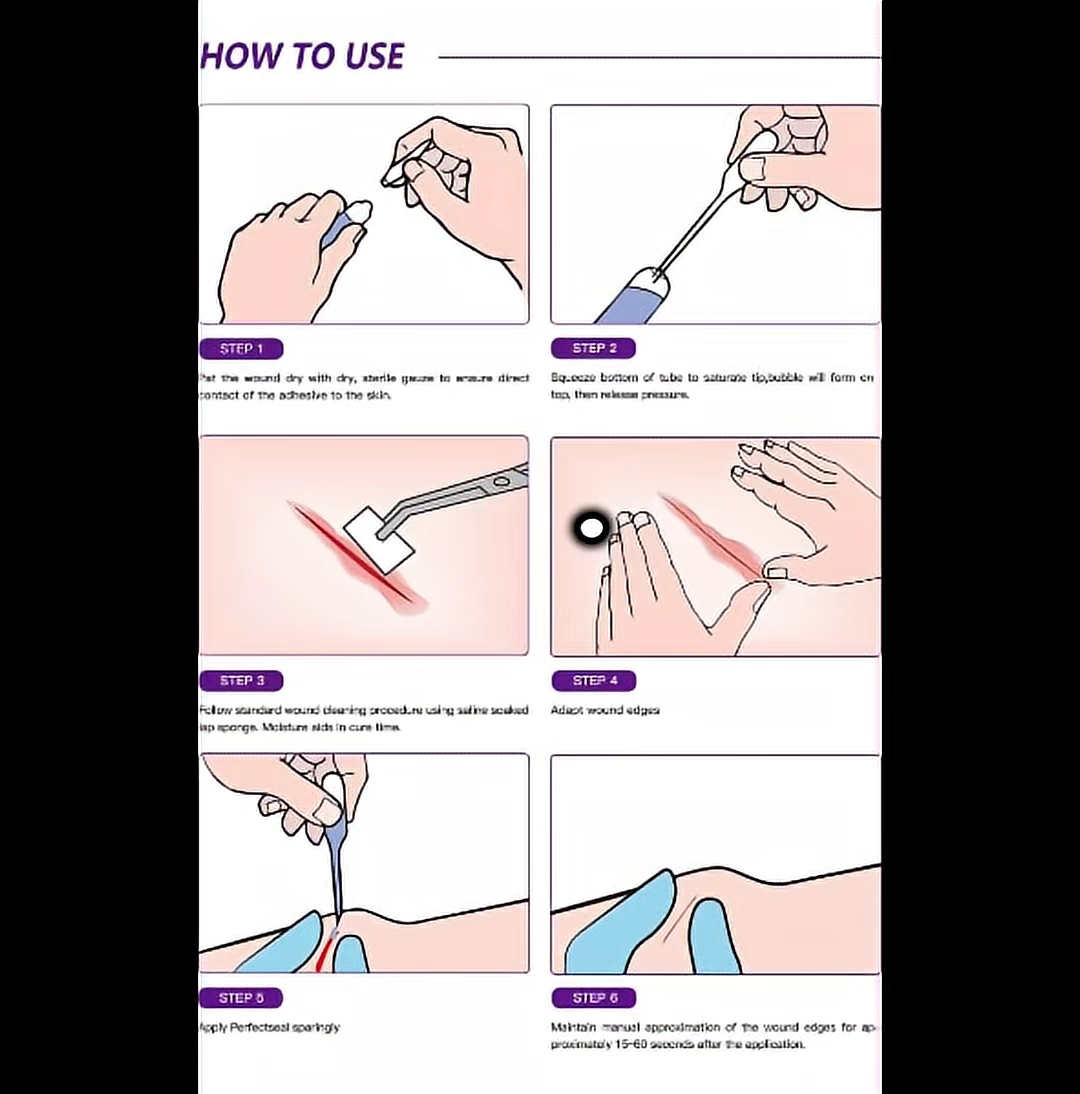 HOW TO USE
STEP 1
Pat the wound dry with dry, sterile gauze to ensure direct
contact of the adhesive to the skin.
STEP 2
Squeeze bottom of tube to saturate tip,bubble will form on
top, then release pressure.
STEP 3
Follow standard wound cleaning procedure using saline soaked
lap sponge. Moisture aids in cure time.
STEP 4
Adapt wound edges
STEP 5
Apply Perfectseal sparingly
STEP 6
Maintain manual approximation of the wound edges for ap-
proximately 15-60 seconds after the application.